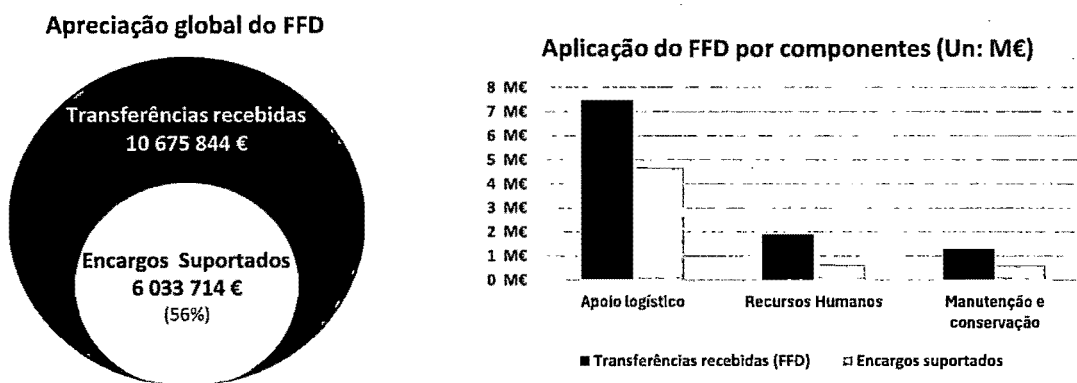 Apreciação global do FFD
Transferências recebidas
10 675 844 €
Encargos Suportados
6 033 714 €
(56%)
Aplicação do FFD por componentes (Un: M€)
8 M€
7 M€
6 M€
5 M€
4 M€
3 M€
2 M€
1 M€
0 M€
Apoio logístico
Recursos Humanos
Manutenção e
conservação
Transferências recebidas (FFD)
Encargos suportados